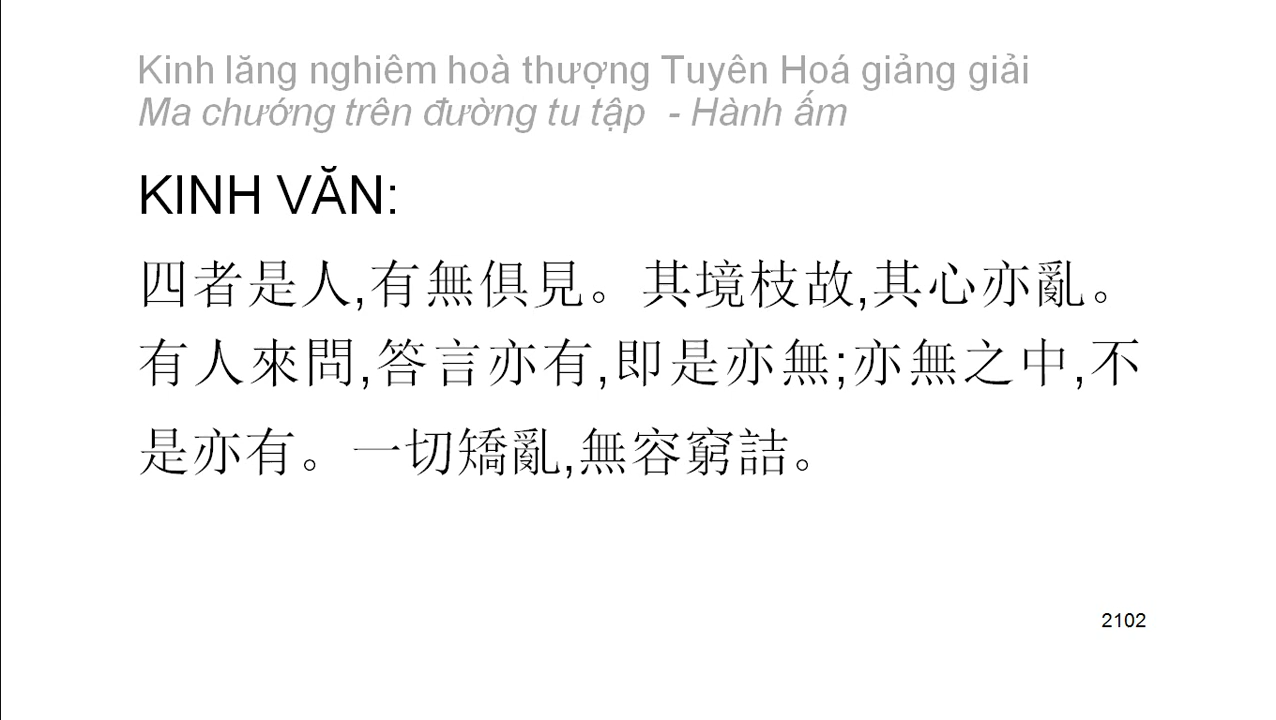 Kinh lăng nghiêm hoà thượng Tuyên Hoá giảng giải
Ma chướng trên đường tu tập - Hành ấm
KINH VĂN:
四者是人,有無俱見。其境枝故,其心亦亂。
有人來問,答言亦有,即是亦無;亦無之中,不
是亦有。一切矯亂,無容窮詰。
2102